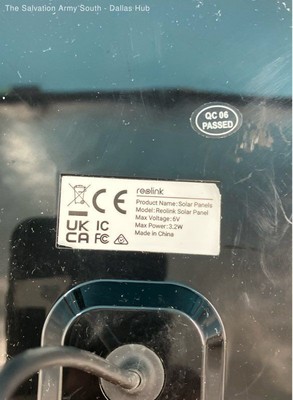 The Salvation Army South - Dallas Hub
QC 06
PASSED
reolink
Product Name: Solar Panels
Model: Reolink Solar Panel
Max Voltage: 6V
Max Power: 3.2W
Made in China
CE
UK IC
CA FC